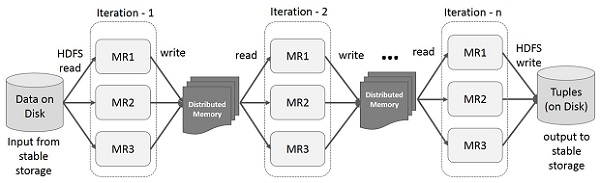 Iteration - 1
Iteration - 2
Iteration - n
HDFS
read
MR1
MR2
MR3
write
Data on
Disk
Input from
stable
storage
Distributed
Memory
read
MR1
MR2
MR3
write
...
Distributed
Memory
read
MR1
MR2
MR3
HDFS
write
Tuples
(on Disk)
output to
stable
storage